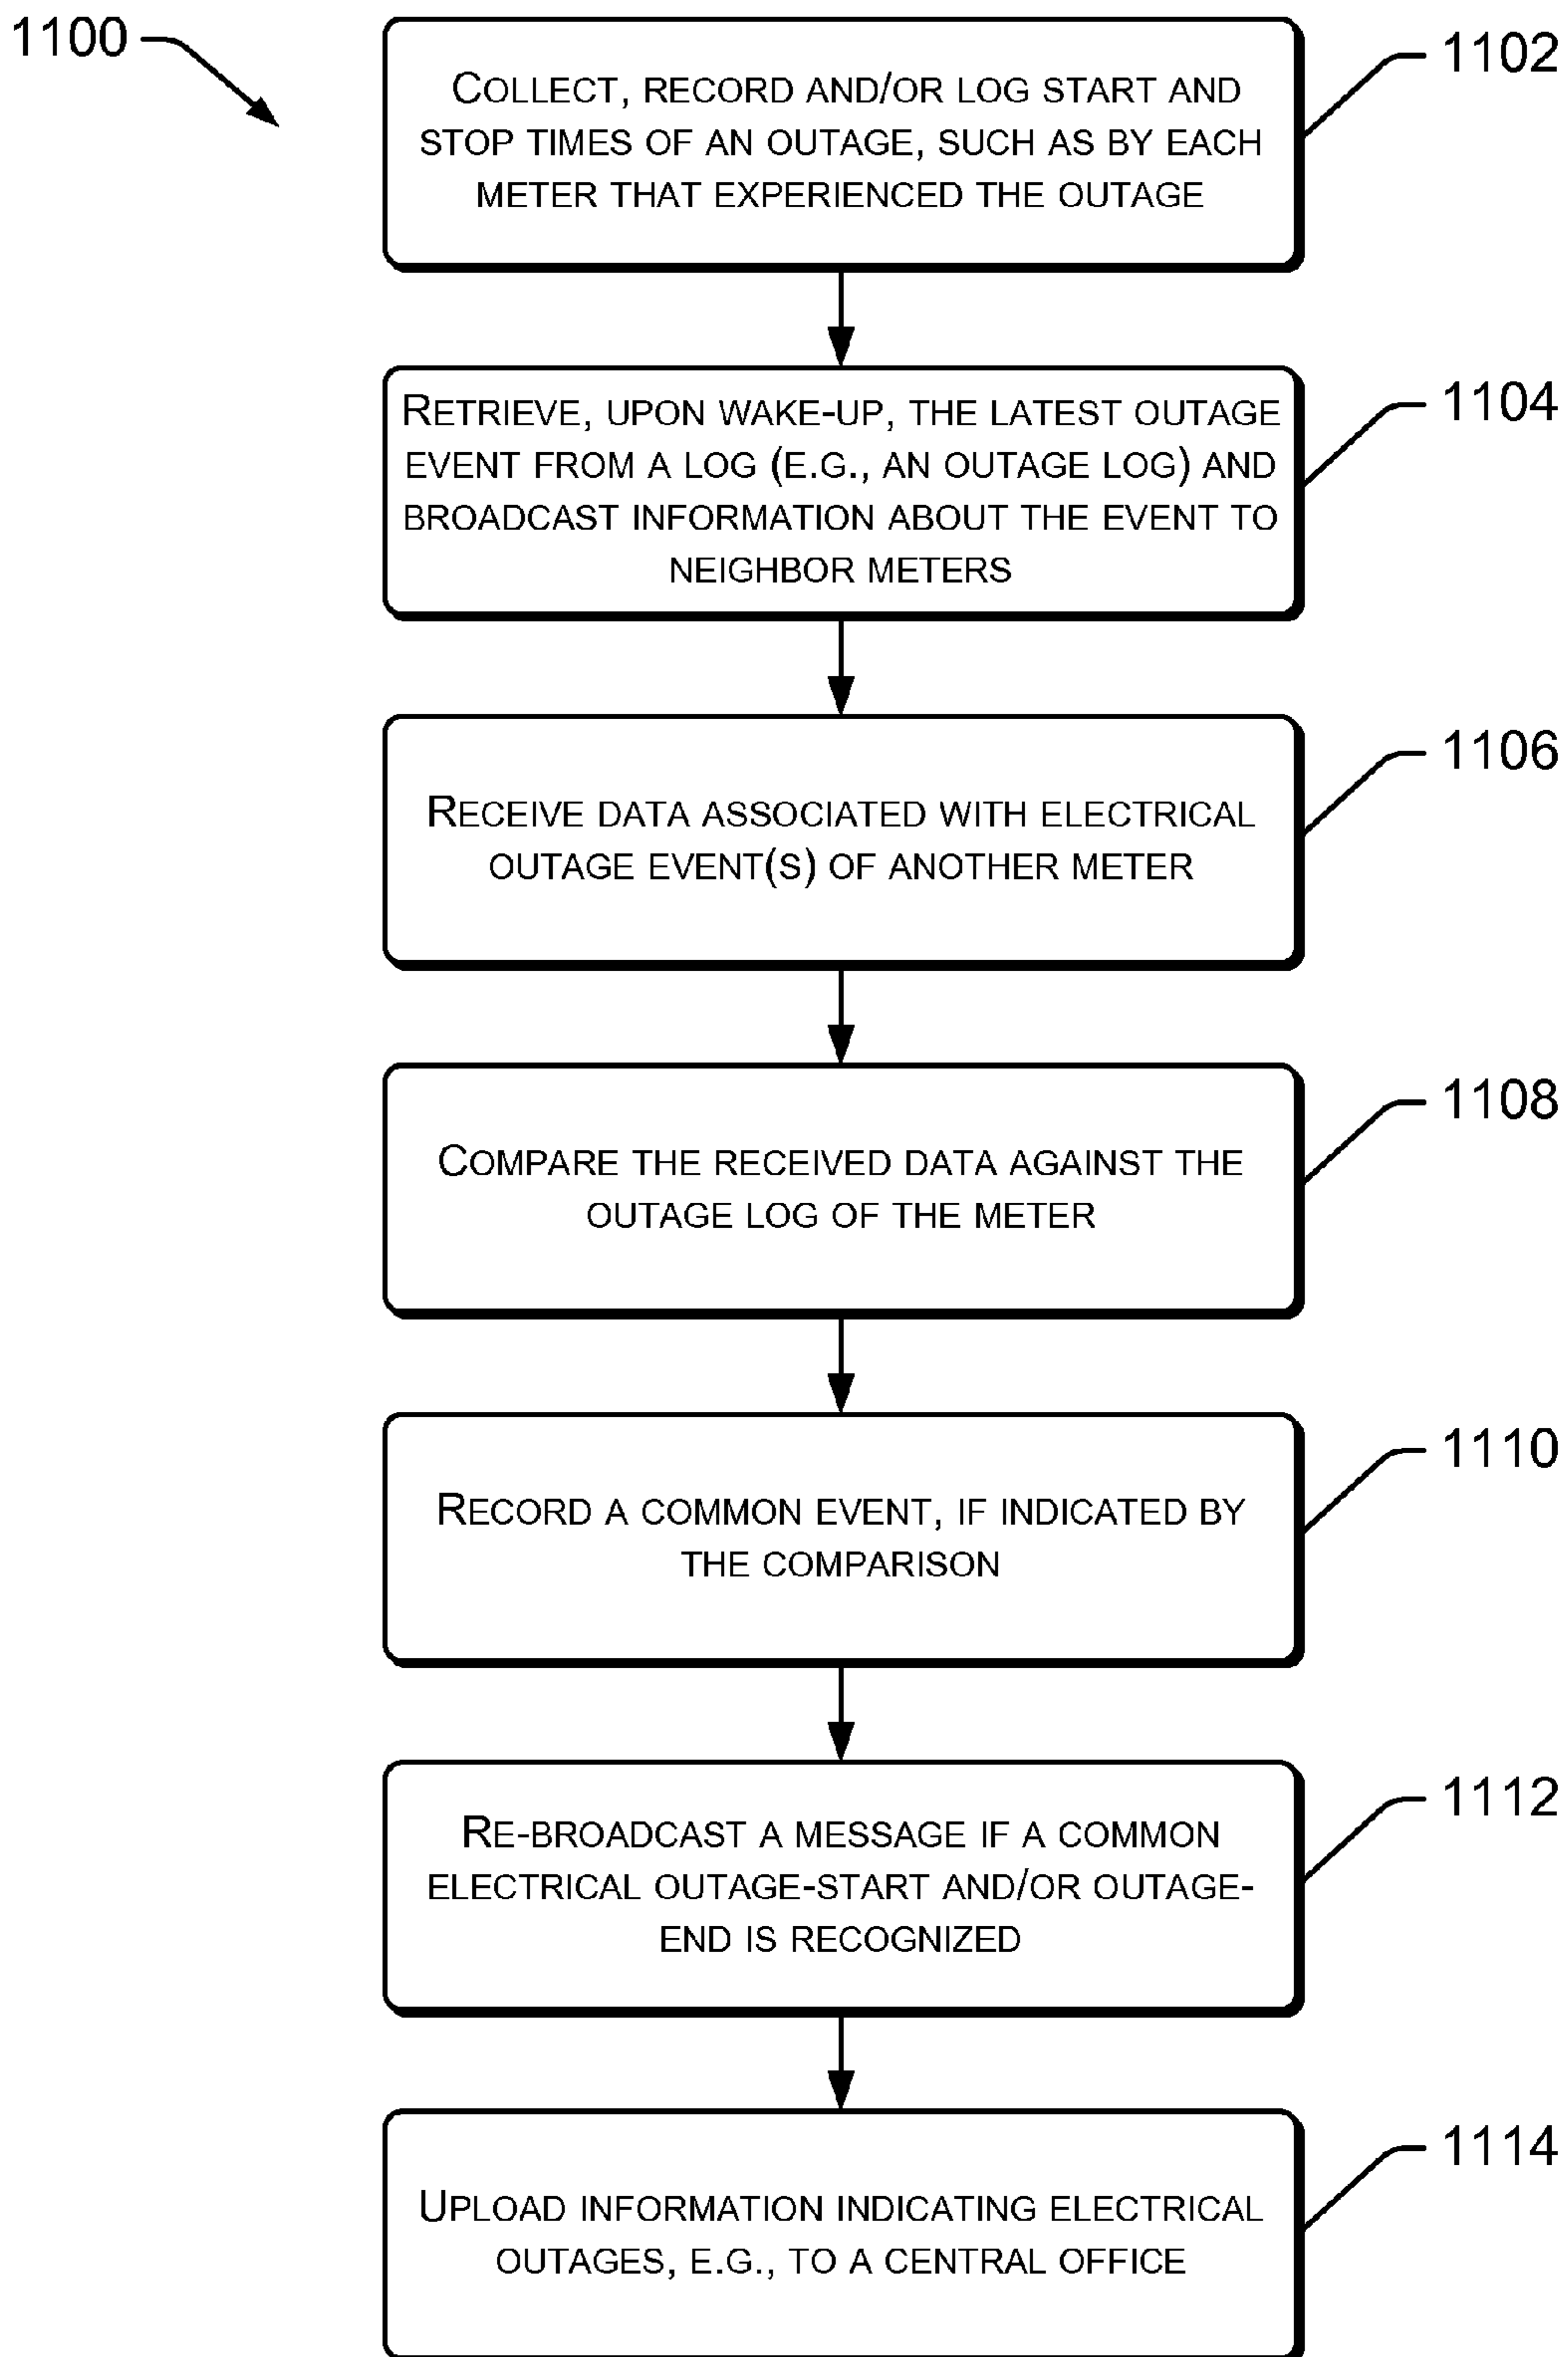 1100
1102
COLLECT, RECORD AND/OR LOG START AND
STOP TIMES OF AN OUTAGE, SUCH AS BY EACH
METER THAT EXPERIENCED THE OUTAGE
1104
RETRIEVE, UPON WAKE-UP, THE LATEST OUTAGE
EVENT FROM A LOG (E.G., AN OUTAGE LOG) AND
BROADCAST INFORMATION ABOUT THE EVENT TO
NEIGHBOR METERS
1106
RECEIVE DATA ASSOCIATED WITH ELECTRICAL
OUTAGE EVENT(S) OF ANOTHER METER
1108
COMPARE THE RECEIVED DATA AGAINST THE
OUTAGE LOG OF THE METER
1110
RECORD A COMMON EVENT, IF INDICATED BY
THE COMPARISON
1112
RE-BROADCAST A MESSAGE IF A COMMON
ELECTRICAL OUTAGE-START AND/OR OUTAGE-
END IS RECOGNIZED
1114
UPLOAD INFORMATION INDICATING ELECTRICAL
OUTAGES, E.G., TO A CENTRAL OFFICE